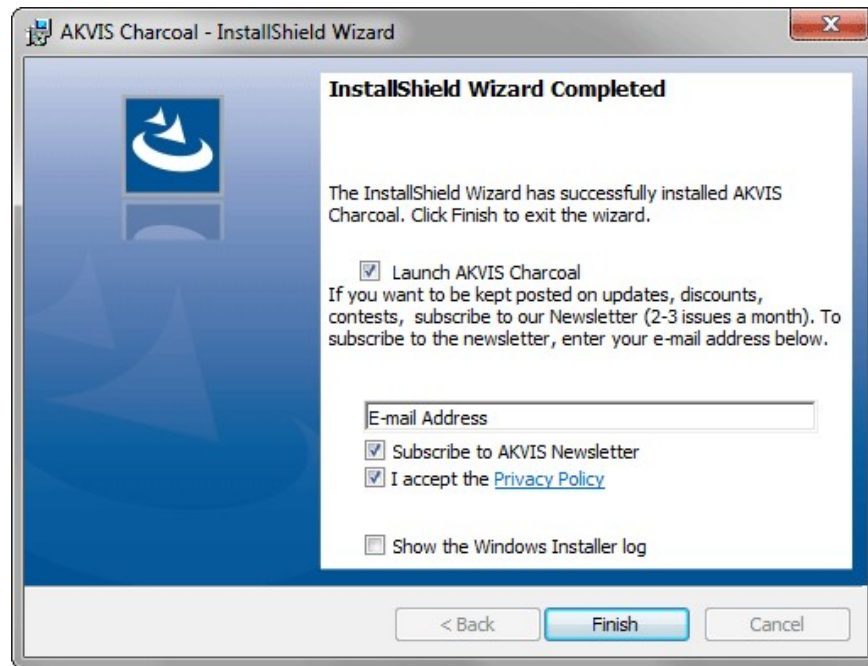 AKVIS Charcoal - InstallShield Wizard
InstallShield Wizard Completed
The InstallShield Wizard has successfully installed AKVIS
Charcoal. Click Finish to exit the wizard.
Launch AKVIS Charcoal
If you want to be kept posted on updates, discounts,
contests,  subscribe to our Newsletter (2-3 issues a month). To
subscribe to the newsletter, enter your e-mail address below.
E-mail Address
Subscribe to AKVIS Newsletter
I accept the Privacy Policy
Show the Windows Installer log
< Back Finish Cancel